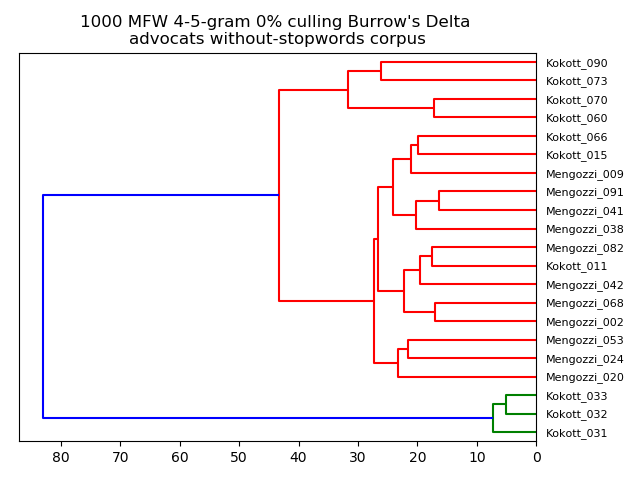 1000 MFW 4-5-gram 0% culling Burrow's Delta
advocats without-stopwords corpus
Kokott_090
Kokott_073
Kokott_070
Kokott_060
Kokott_066
Kokott_015
Mengozzi_009
Mengozzi_091
Mengozzi_041
Mengozzi_038
Mengozzi_082
Kokott_011
Mengozzi_042
Mengozzi_068
Mengozzi_002
Mengozzi_053
Mengozzi_024
Mengozzi_020
Kokott_033
Kokott_032
Kokott_031
80 70 60 50 40 30 20 10 0